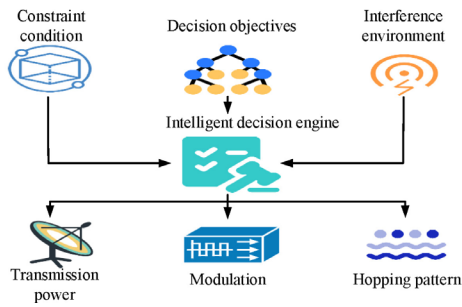 Constraint
condition
Decision objectives
Interference
environment
Intelligent decision engine
Transmission
power
Modulation
Hopping pattern